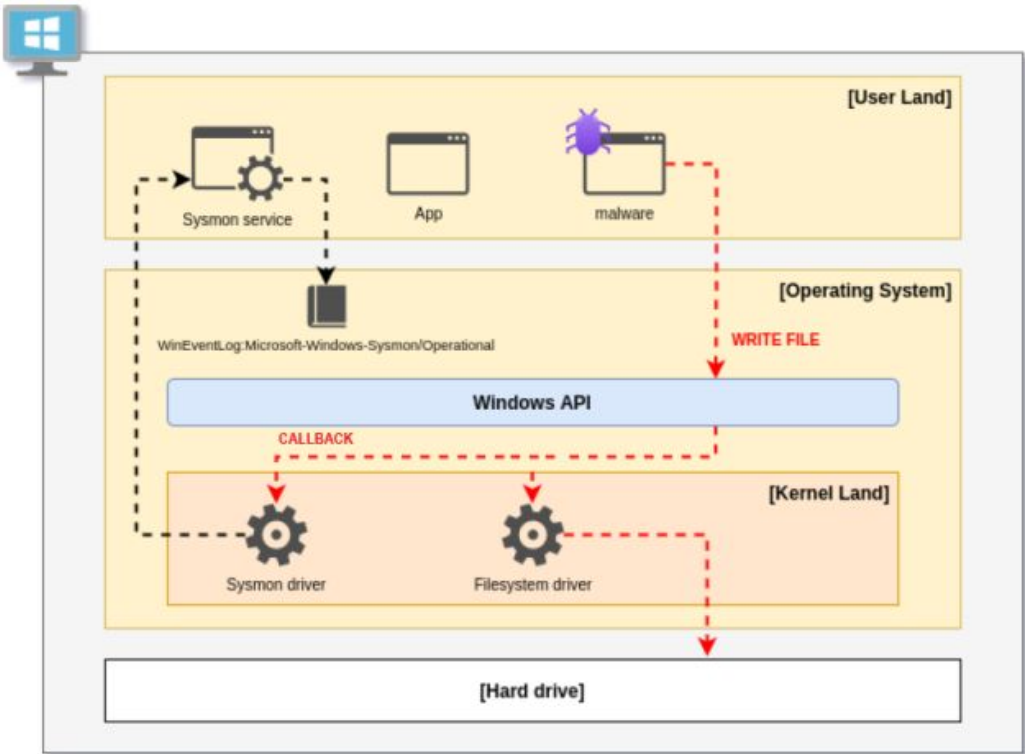 [User Land]
Sysmon service
App
malware
[Operating System]
WinEventLog:Microsoft-Windows-Sysmon/Operational
WRITE FILE
Windows API
CALLBACK
[Kernel Land]
Sysmon driver
Filesystem driver
[Hard drive]